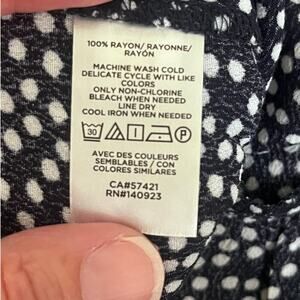 100% RAYON/ RAYONNE/
RAYÓN
MACHINE WASH COLD
DELICATE CYCLE WITH LIKE
COLORS
ONLY NON-CHLORINE
BLEACH WHEN NEEDED
LINE DRY
COOL IRON WHEN NEEDED
30 P
AVEC DES COULEURS
SEMBLABLES / CON
COLORES SIMILARES
CA#57421
RN#140923